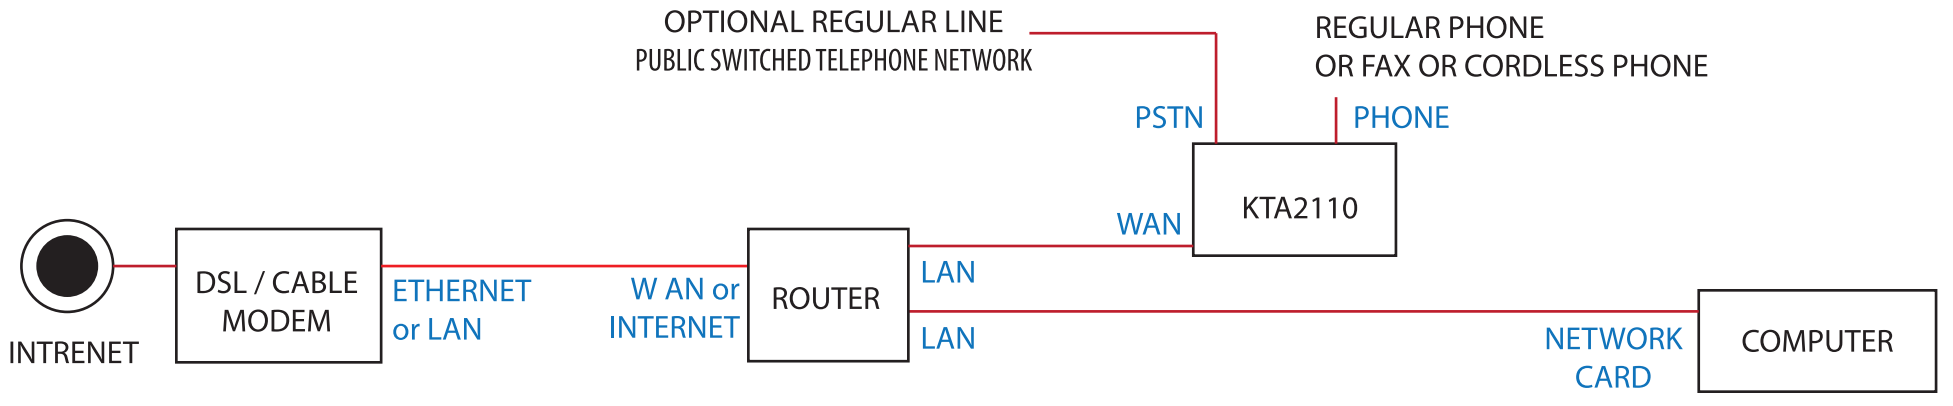 OPTIONAL REGULAR LINE
PUBLIC SWITCHED TELEPHONE NETWORK
REGULAR PHONE
OR FAX OR CORDLESS PHONE
PSTN
PHONE
KTA2110
WAN
INTRENET
DSL / CABLE
MODEM
ETHERNET
or LAN
W AN or
INTERNET
ROUTER
LAN
LAN
NETWORK
CARD
COMPUTER